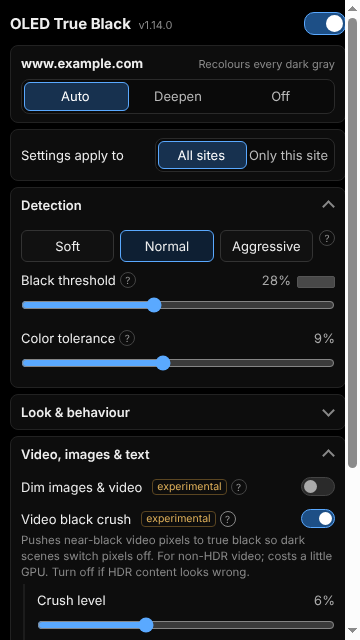 OLED True Black v1.14.0
www.example.com Recolours every dark gray
Auto Deepen Off
Settings apply to All sites Only this site
Detection
Soft Normal Aggressive ?
Black threshold ? 28%
Color tolerance ? 9%
Look & behaviour
Video, images & text
Dim images & video experimental ?
Video black crush experimental ?
Pushes near-black video pixels to true black so dark
scenes switch pixels off. For non-HDR video; costs a little
GPU. Turn off if HDR content looks wrong.
Crush level 6%